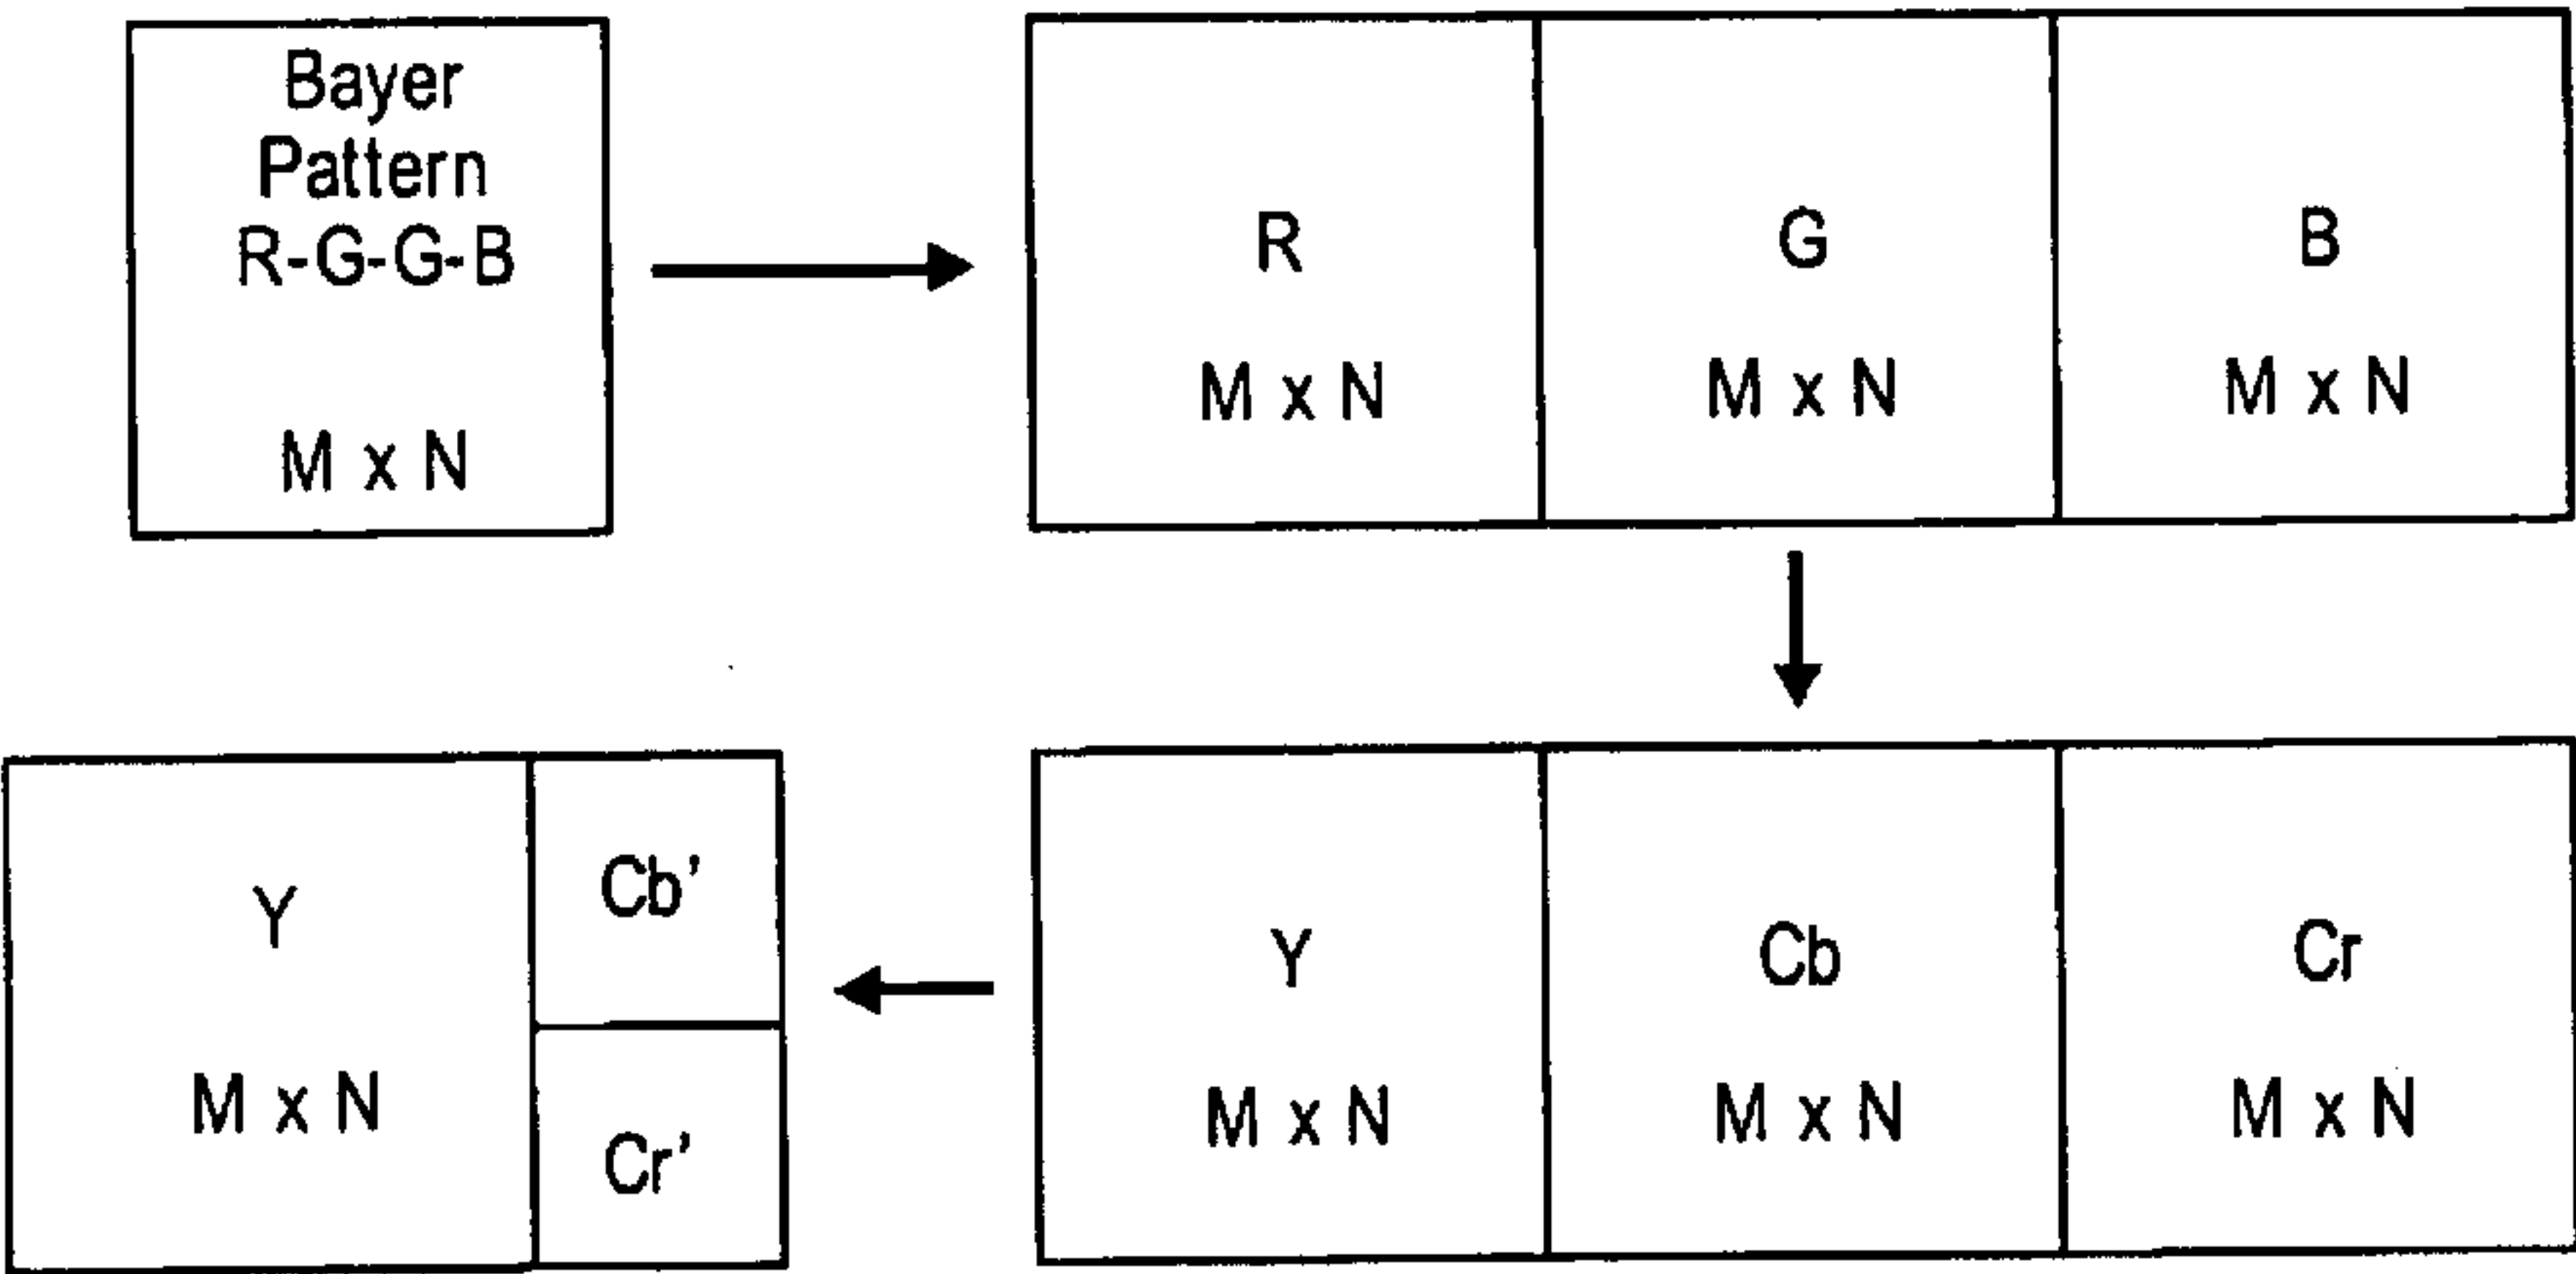 Bayer
Pattern
R-G-G-B
M x N
R
M x N
G
M x N
B
M x N
Y
M x N
Cb
M x N
Cr
M x N
Y
M x N
Cb'
Cr'